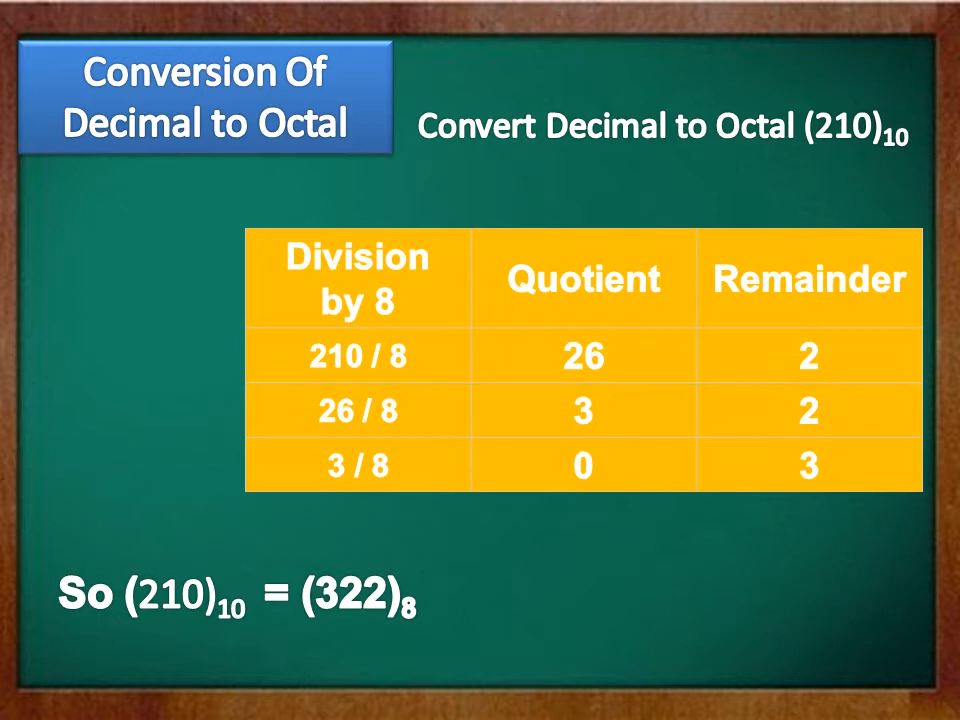 Conversion Of
Decimal to Octal
Convert Decimal to Octal (210)₁₀
Division by 8 Quotient Remainder
210 / 8 26 2
26 / 8 3 2
3 / 8 0 3
So (210)₁₀ = (322)₈